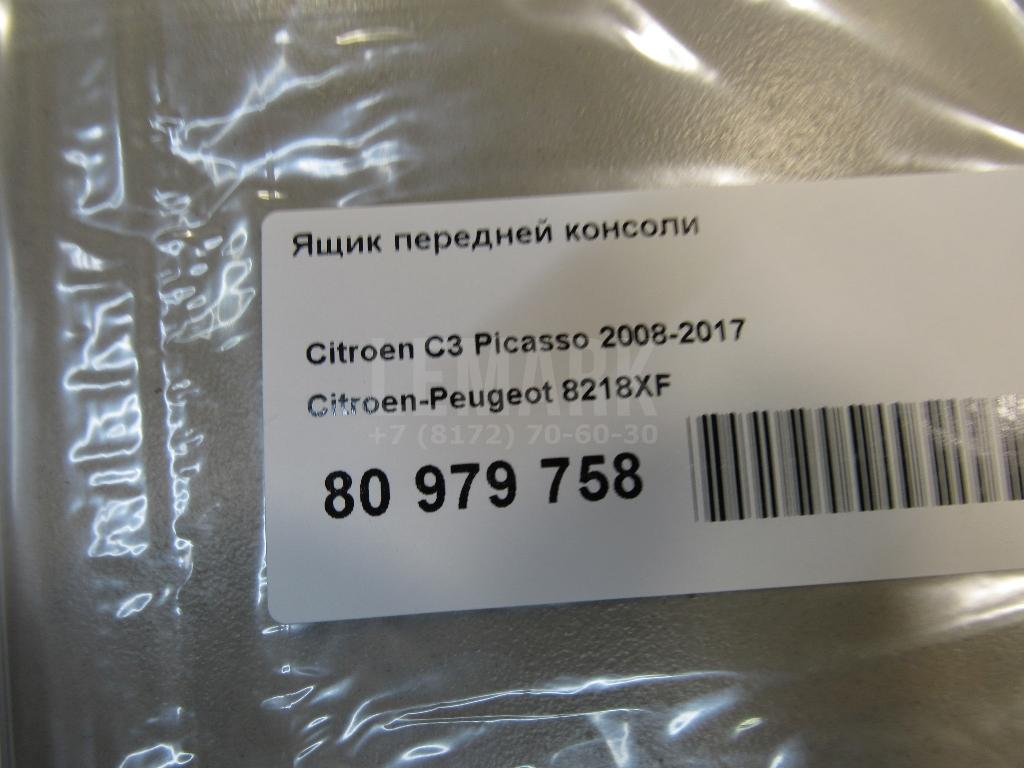 Ящик передней консоли
Citroen C3 Picasso 2008-2017
Citroen-Peugeot 8218XF
LEMARK
+7 (8172) 70-60-30
80 979 758